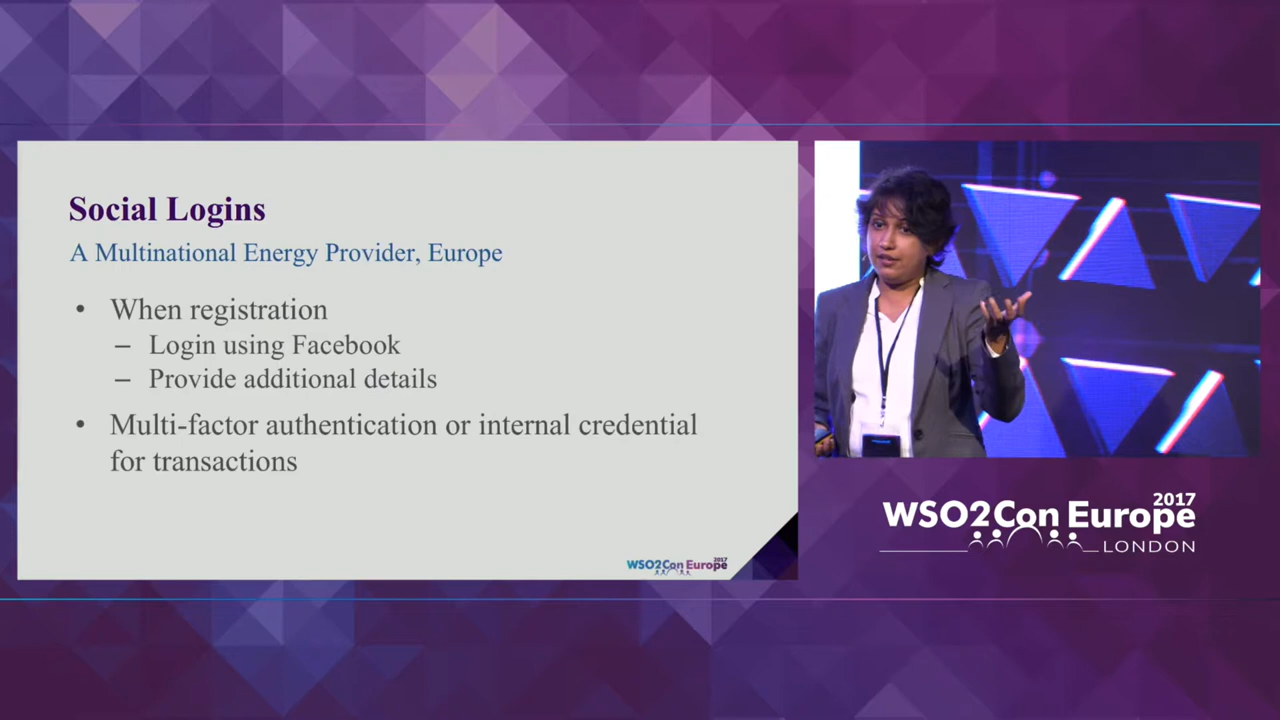 Social Logins
A Multinational Energy Provider, Europe
• When registration
– Login using Facebook
– Provide additional details
• Multi-factor authentication or internal credential
for transactions
WSO2Con Europe 2017
WSO2Con Europe 2017
LONDON